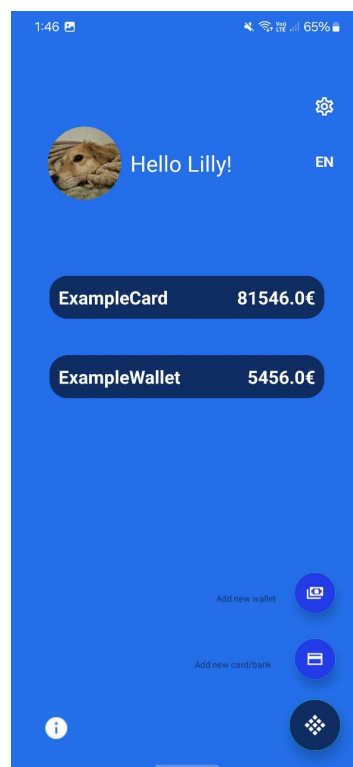 1:46 65%
EN
Hello Lilly!
ExampleCard 81546.0€
ExampleWallet 5456.0€
Add new wallet
Add new card/bank